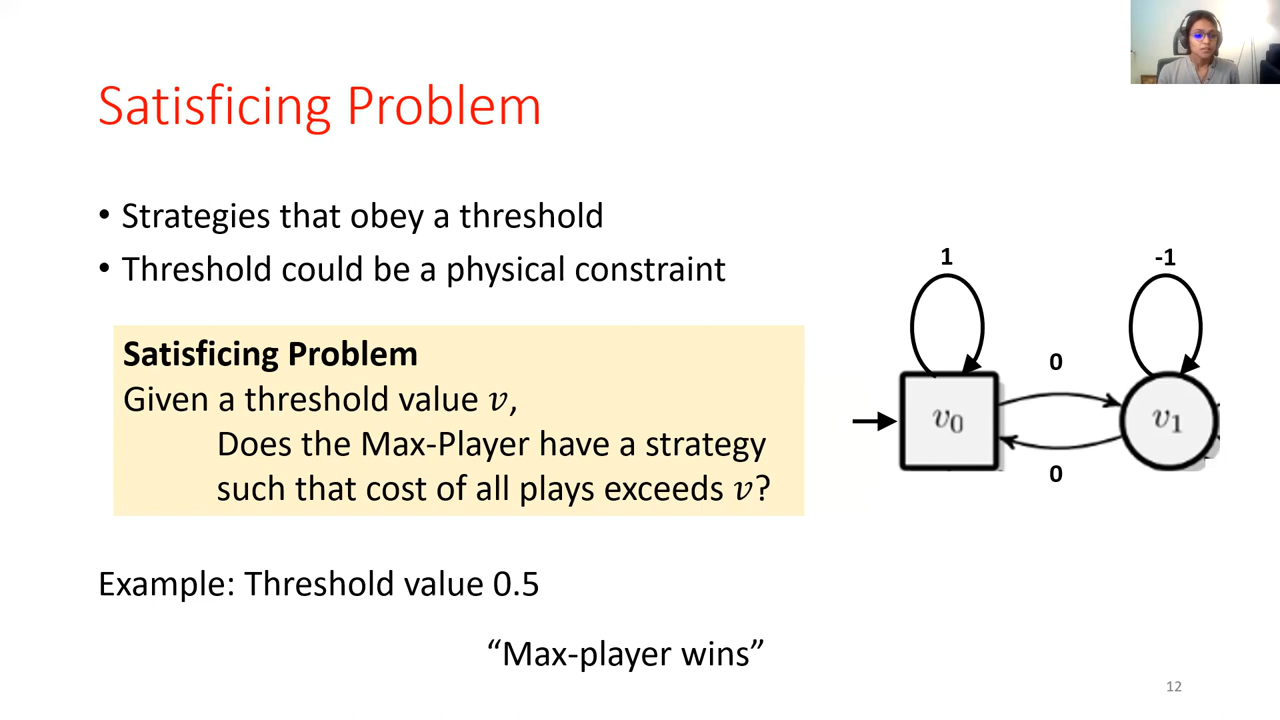 Satisficing Problem
• Strategies that obey a threshold
• Threshold could be a physical constraint
Satisficing Problem
Given a threshold value v,
Does the Max-Player have a strategy
such that cost of all plays exceeds v?
Example: Threshold value 0.5
“Max-player wins”
1
-1
0
v₀
v₁
0
12